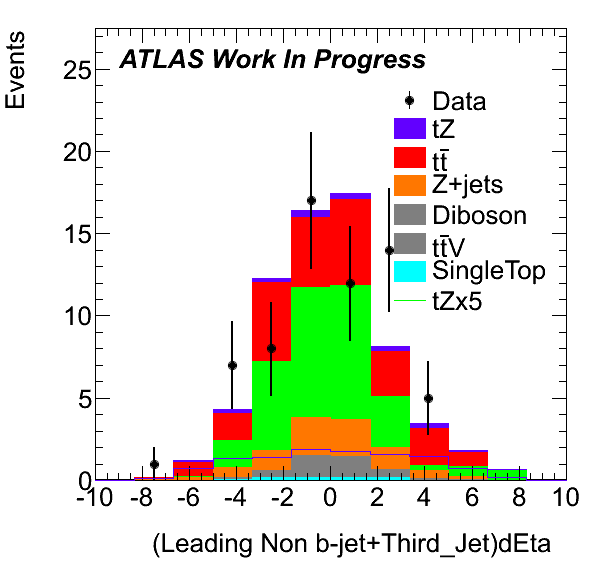 Events
ATLAS Work In Progress
25
20
15
10
5
0
Data
tZ
tt̄
Z+jets
Diboson
tt̄V
SingleTop
tZx5
-10 -8 -6 -4 -2 0 2 4 6 8 10
(Leading Non b-jet+Third_Jet)dEta